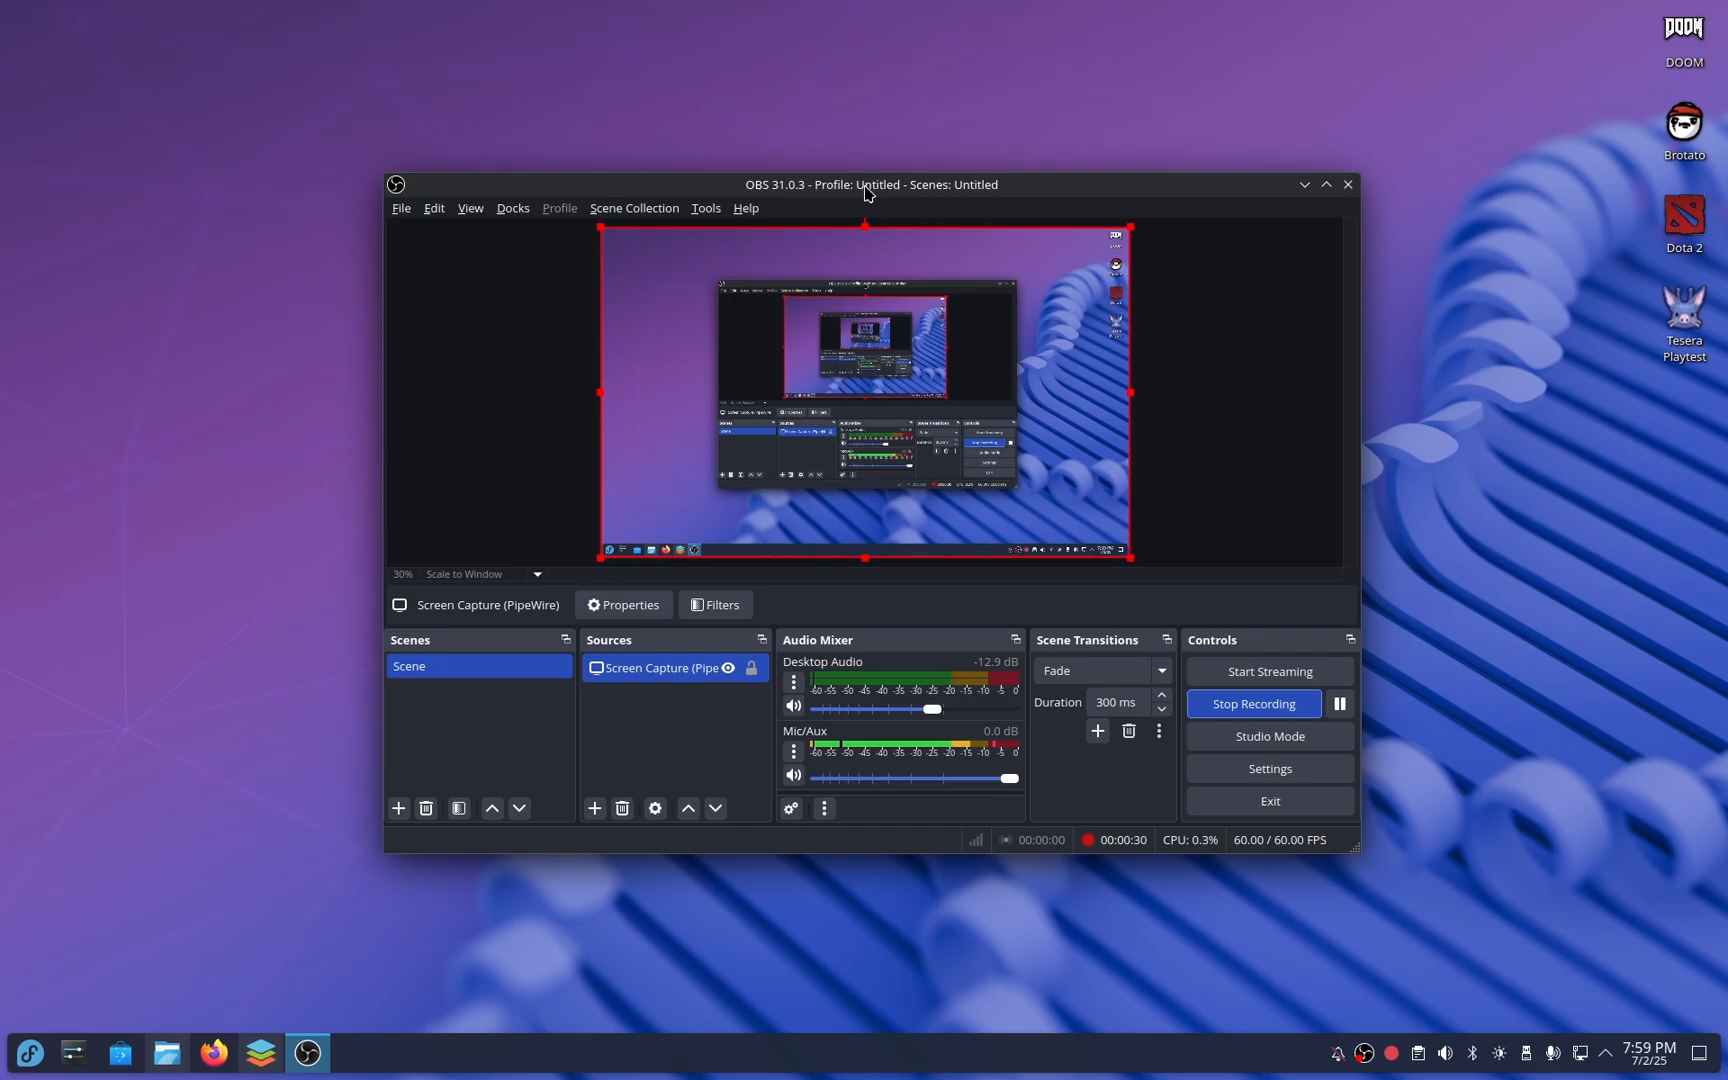 DOOM
DOOM
Brotato
Dota 2
Tesera
Playtest
OBS 31.0.3 - Profile: Untitled - Scenes: Untitled
File Edit View Docks Profile Scene Collection Tools Help
30% Scale to Window
Screen Capture (PipeWire) Properties Filters
Scenes
Scene
Sources
Screen Capture (Pipe
Audio Mixer
Desktop Audio -12.9 dB
-60 -55 -50 -45 -40 -35 -30 -25 -20 -15 -10 -5 0
Mic/Aux 0.0 dB
-60 -55 -50 -45 -40 -35 -30 -25 -20 -15 -10 -5 0
Scene Transitions
Fade
Duration 300 ms
Controls
Start Streaming
Stop Recording
Studio Mode
Settings
Exit
00:00:00 00:00:30 CPU: 0.3% 60.00 / 60.00 FPS
7:59 PM
7/2/25